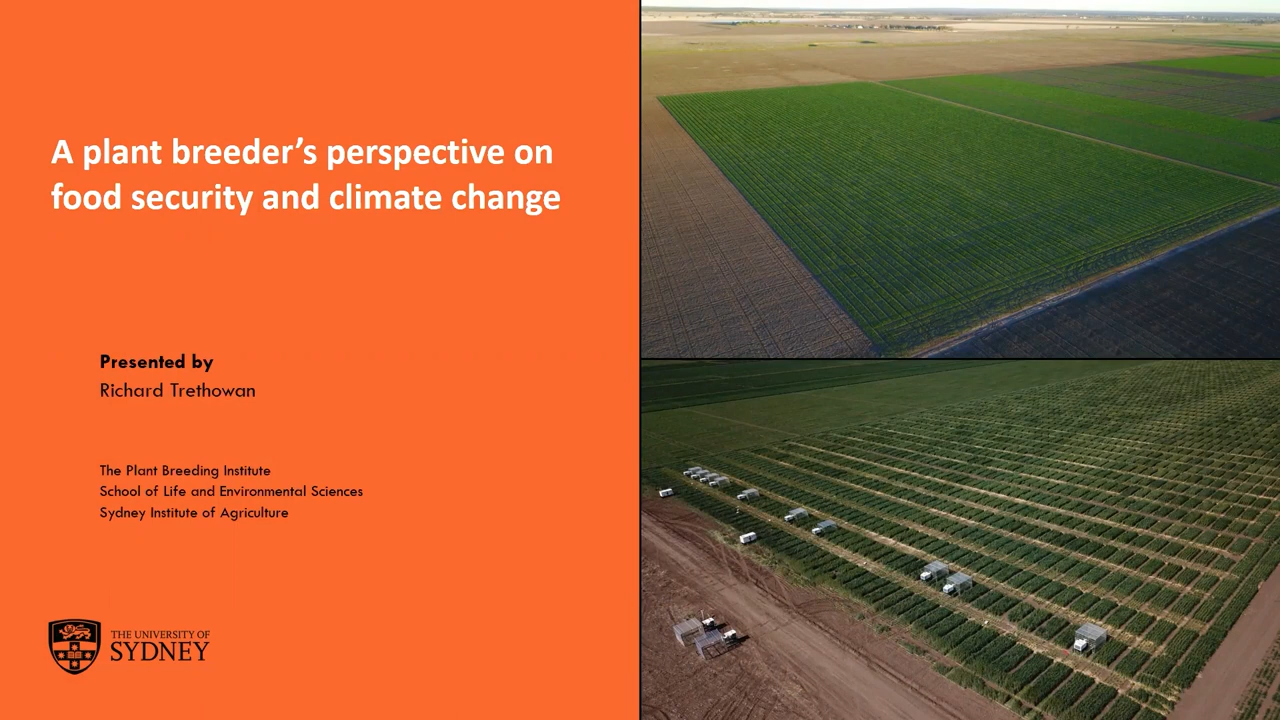 A plant breeder's perspective on
food security and climate change
Presented by
Richard Trethowan
The Plant Breeding Institute
School of Life and Environmental Sciences
Sydney Institute of Agriculture
THE UNIVERSITY OF
SYDNEY